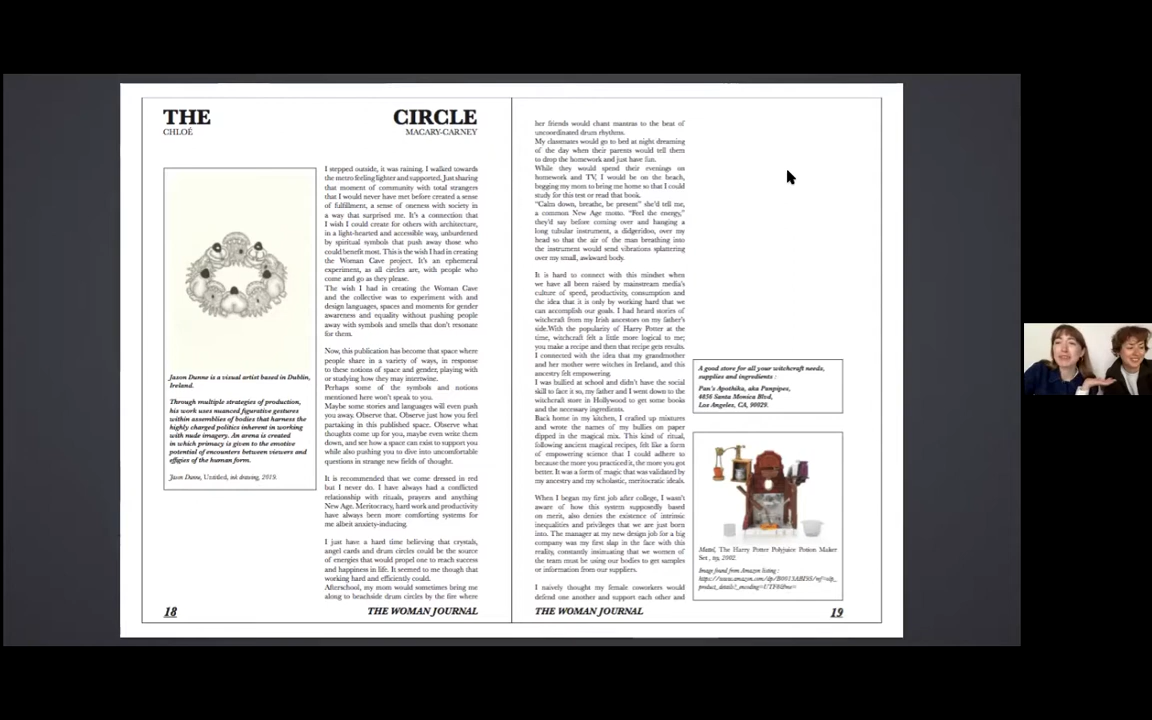 THE
CIRCLE
CHLOÉ
MACARY-CARNEY
Jason Dunne is a visual artist based in Dublin,
Ireland.
Through multiple strategies of production,
his work uses nuanced figurative gestures
within assemblies of bodies that harness the
highly charged politics inherent in working
with nude imagery. An arena is created
in which primacy is given to the emotive
potential of encounters between viewers and
effigies of the human form.
Jason Dunne, Untitled, ink drawing, 2019.
I stepped outside, it was raining. I walked towards
the metro feeling lighter and supported. Just sharing
that moment of community with total strangers
that I would never have met before created a sense
of fulfillment, a sense of oneness with society in
a way that surprised me. It's a connection that
I wish I could create for others with architecture,
in a light-hearted and accessible way, unburdened
by spiritual symbols that push away those who
could benefit most. This is the wish I had in creating
the Woman Cave project. It's an ephemeral
experiment, as all circles are, with people who
come and go as they please.
The wish I had in creating the Woman Cave
and the collective was to experiment with and
design languages, spaces and moments for gender
awareness and equality without pushing people
away with symbols and smells that don't resonate
for them.
Now, this publication has become that space where
people share in a variety of ways, in response
to these notions of space and gender, playing with
or studying how they may intertwine.
Perhaps some of the symbols and notions
mentioned here won't speak to you.
Maybe some stories and languages will even push
you away. Observe that. Observe just how you feel
partaking in this published space. Observe what
thoughts come up for you, maybe even write them
down, and see how a space can exist to support you
while also pushing you to dive into uncomfortable
questions in strange new fields of thought.
It is recommended that we come dressed in red
but I never do. I have always had a conflicted
relationship with rituals, prayers and anything
New Age. Meritocracy, hard work and productivity
have always been more comforting systems for
me albeit anxiety-inducing.
I just have a hard time believing that crystals,
angel cards and drum circles could be the source
of energies that would propel one to reach success
and happiness in life. It seemed to me though that
working hard and efficiently could.
Afterschool, my mom would sometimes bring me
along to beachside drum circles by the fire where
18
THE WOMAN JOURNAL
her friends would chant mantras to the beat of
uncoordinated drum rhythms.
My classmates would go to bed at night dreaming
of the day when their parents would tell them
to drop the homework and just have fun.
While they would spend their evenings on
homework and TV, I would be on the beach,
begging my mom to bring me home so that I could
study for this test or read that book.
"Calm down, breathe, be present" she'd tell me,
a common New Age motto. "Feel the energy,"
they'd say before coming over and hanging a
long tubular instrument, a didgeridoo, over my
head so that the air of the man breathing into
the instrument would send vibrations splattering
over my small, awkward body.
It is hard to connect with this mindset when
we have all been raised by mainstream media's
culture of speed, productivity, consumption and
the idea that it is only by working hard that we
can accomplish our goals. I had heard stories of
witchcraft from my Irish ancestors on my father's
side.With the popularity of Harry Potter at the
time, witchcraft felt a little more logical to me;
you make a recipe and then that recipe gets results.
I connected with the idea that my grandmother
and her mother were witches in Ireland, and this
ancestry felt empowering.
I was bullied at school and didn't have the social
skill to face it so, my father and I went down to the
witchcraft store in Hollywood to get some books
and the necessary ingredients.
Back home in my kitchen, I crafted up mixtures
and wrote the names of my bullies on paper
dipped in the magical mix. This kind of ritual,
following ancient magical recipes, felt like a form
of empowering science that I could adhere to
because the more you practiced it, the more you got
better. It was a form of magic that was validated by
my ancestry and my scholastic, meritocratic ideals.
When I began my first job after college, I wasn't
aware of how this system supposedly based
on merit, also denies the existence of intrinsic
inequalities and privileges that we are just born
into. The manager at my new design job for a big
company was my first slap in the face with this
reality, constantly insinuating that we women of
the team must be using our bodies to get samples
or information from our suppliers.
I naively thought my female coworkers would
defend one another and support each other and
A good store for all your witchcraft needs,
supplies and ingredients :
Pan's Apothika, aka Panpipes,
4856 Santa Monica Blvd,
Los Angeles, CA, 90029.
Mattel, The Harry Potter Polyjuice Potion Maker
Set , toy, 2002
Image found from Amazon listing :
THE WOMAN JOURNAL
19